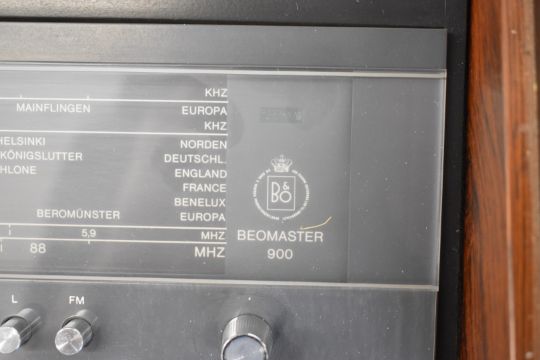 KHZ
MAINFLINGEN EUROPA
KHZ
HELSINKI NORDEN
KÖNIGSLUTTER DEUTSCHL.
HLONE ENGLAND
FRANCE
BENELUX
BEROMÜNSTER EUROPA
5,9 MHZ
88 MHZ
B&O
BEOMASTER
900
L FM